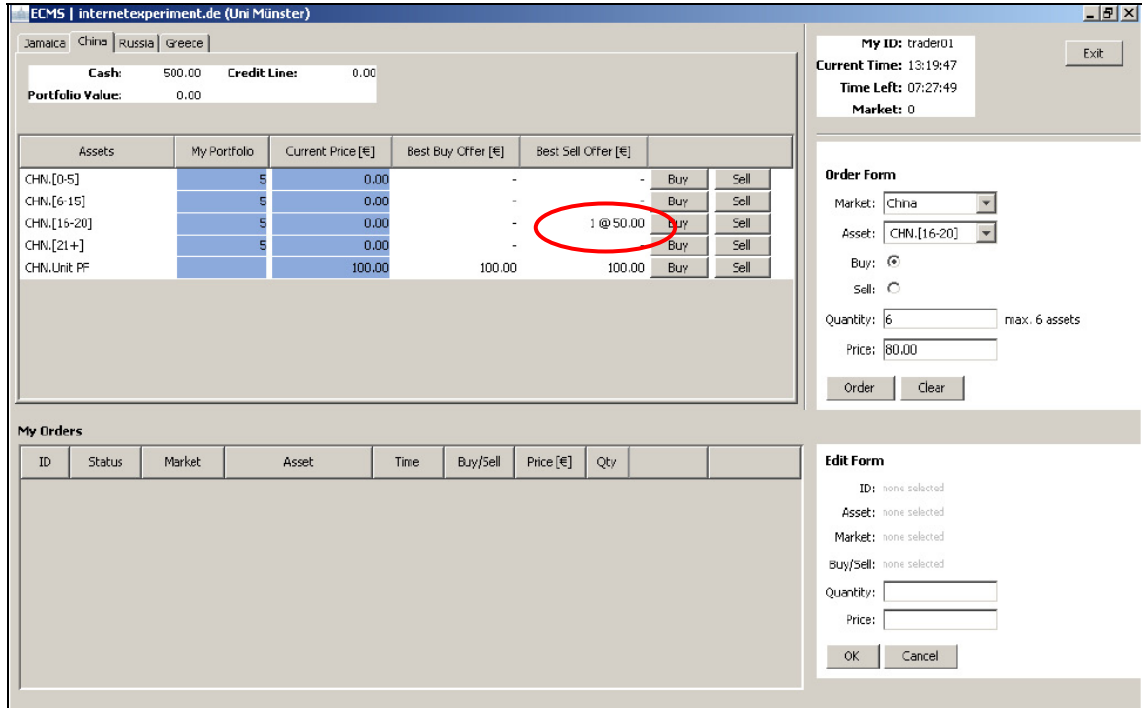 ECMS | internetexperiment.de (Uni Münster)
Jamaica China Russia Greece
Cash: 500.00 Credit Line: 0.00
Portfolio Value: 0.00
My ID: trader01
Exit
Current Time: 13:19:47
Time Left: 07:27:49
Market: 0
Assets My Portfolio Current Price [€] Best Buy Offer [€] Best Sell Offer [€]
CHN.[0-5] 5 0.00 - - Buy Sell
CHN.[6-15] 5 0.00 - - Buy Sell
CHN.[16-20] 5 0.00 - 1 @ 50.00 Buy Sell
CHN.[21+] 5 0.00 - - Buy Sell
CHN.Unit PF 100.00 100.00 100.00 Buy Sell
Order Form
Market: China
Asset: CHN.[16-20]
Buy:
Sell:
Quantity: 6 max. 6 assets
Price: 80.00
Order Clear
My Orders
ID Status Market Asset Time Buy/Sell Price [€] Qty
Edit Form
ID: none selected
Asset: none selected
Market: none selected
Buy/Sell: none selected
Quantity:
Price:
OK Cancel